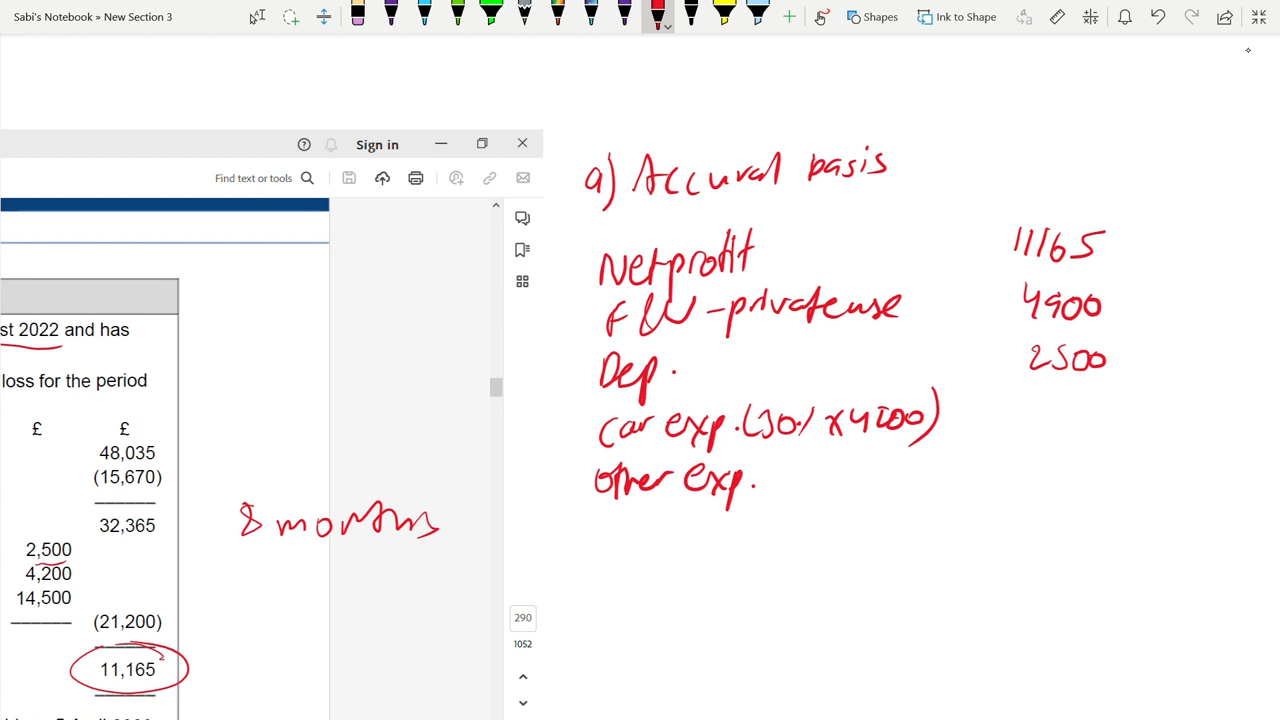 Sabi's Notebook » New Section 3
Shapes
Ink to Shape
Sign in
Find text or tools
st 2022 and has
loss for the period
£ £
48,035
(15,670)
32,365
2,500
4,200
14,500
(21,200)
11,165
8 months
290
1052
a) Accural basis
Net profit 11165
F&W - private use 4900
Dep. 2500
Car exp. (30% x 4200)
Other exp.